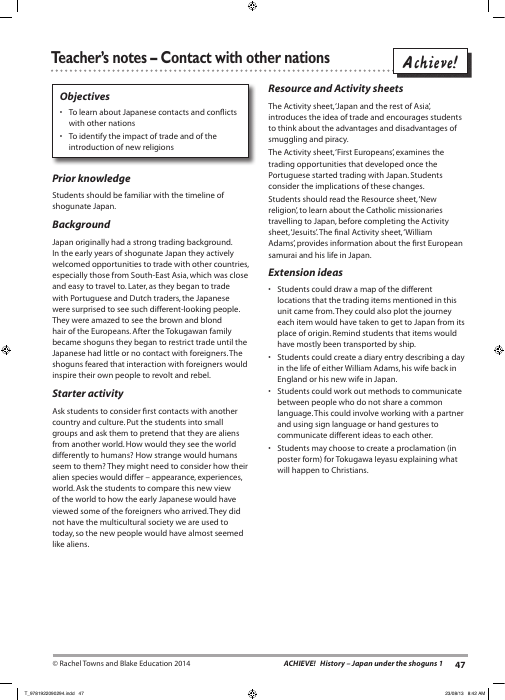 Teacher's notes – Contact with other nations
Achieve!
Objectives
• To learn about Japanese contacts and conflicts
with other nations
• To identify the impact of trade and of the
introduction of new religions
Prior knowledge
Students should be familiar with the timeline of
shogunate Japan.
Background
Japan originally had a strong trading background.
In the early years of shogunate Japan they actively
welcomed opportunities to trade with other countries,
especially those from South-East Asia, which was close
and easy to travel to. Later, as they began to trade
with Portuguese and Dutch traders, the Japanese
were surprised to see such different-looking people.
They were amazed to see the brown and blond
hair of the Europeans. After the Tokugawan family
became shoguns they began to restrict trade until the
Japanese had little or no contact with foreigners. The
shoguns feared that interaction with foreigners would
inspire their own people to revolt and rebel.
Starter activity
Ask students to consider first contacts with another
country and culture. Put the students into small
groups and ask them to pretend that they are aliens
from another world. How would they see the world
differently to humans? How strange would humans
seem to them? They might need to consider how their
alien species would differ – appearance, experiences,
world. Ask the students to compare this new view
of the world to how the early Japanese would have
viewed some of the foreigners who arrived. They did
not have the multicultural society we are used to
today, so the new people would have almost seemed
like aliens.
Resource and Activity sheets
The Activity sheet, 'Japan and the rest of Asia',
introduces the idea of trade and encourages students
to think about the advantages and disadvantages of
smuggling and piracy.
The Activity sheet, 'First Europeans', examines the
trading opportunities that developed once the
Portuguese started trading with Japan. Students
consider the implications of these changes.
Students should read the Resource sheet, 'New
religion', to learn about the Catholic missionaries
travelling to Japan, before completing the Activity
sheet, 'Jesuits'. The final Activity sheet, 'William
Adams', provides information about the first European
samurai and his life in Japan.
Extension ideas
• Students could draw a map of the different
locations that the trading items mentioned in this
unit came from. They could also plot the journey
each item would have taken to get to Japan from its
place of origin. Remind students that items would
have mostly been transported by ship.
• Students could create a diary entry describing a day
in the life of either William Adams, his wife back in
England or his new wife in Japan.
• Students could work out methods to communicate
between people who do not share a common
language. This could involve working with a partner
and using sign language or hand gestures to
communicate different ideas to each other.
• Students may choose to create a proclamation (in
poster form) for Tokugawa Ieyasu explaining what
will happen to Christians.
© Rachel Towns and Blake Education 2014
ACHIEVE! History – Japan under the shoguns 1 47
T_9781922090294.indd 47
23/08/13 8:42 AM